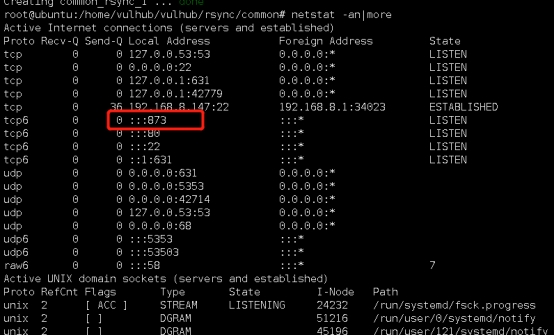 Creating common_rsync_1 ... done
root@ubuntu:/home/vulhub/vulhub/rsync/common# netstat -an|more
Active Internet connections (servers and established)
Proto Recv-Q Send-Q Local Address Foreign Address State
tcp 0 0 127.0.0.53:53 0.0.0.0:* LISTEN
tcp 0 0 0.0.0.0:22 0.0.0.0:* LISTEN
tcp 0 0 127.0.0.1:631 0.0.0.0:* LISTEN
tcp 0 0 127.0.0.1:42779 0.0.0.0:* LISTEN
tcp 0 36 192.168.8.147:22 192.168.8.1:34023 ESTABLISHED
tcp6 0 0 :::873 :::* LISTEN
tcp6 0 0 :::80 :::* LISTEN
tcp6 0 0 :::22 :::* LISTEN
tcp6 0 0 ::1:631 :::* LISTEN
udp 0 0 0.0.0.0:631 0.0.0.0:*
udp 0 0 0.0.0.0:5353 0.0.0.0:*
udp 0 0 0.0.0.0:42714 0.0.0.0:*
udp 0 0 127.0.0.53:53 0.0.0.0:*
udp 0 0 0.0.0.0:68 0.0.0.0:*
udp6 0 0 :::5353 :::*
udp6 0 0 :::53503 :::*
raw6 0 0 :::58 :::* 7
Active UNIX domain sockets (servers and established)
Proto RefCnt Flags Type State I-Node Path
unix 2 [ ACC ] STREAM LISTENING 24232 /run/systemd/fsck.progress
unix 2 [ ] DGRAM 51216 /run/user/0/systemd/notify
unix 2 [ ] DGRAM 45196 /run/user/121/systemd/notify